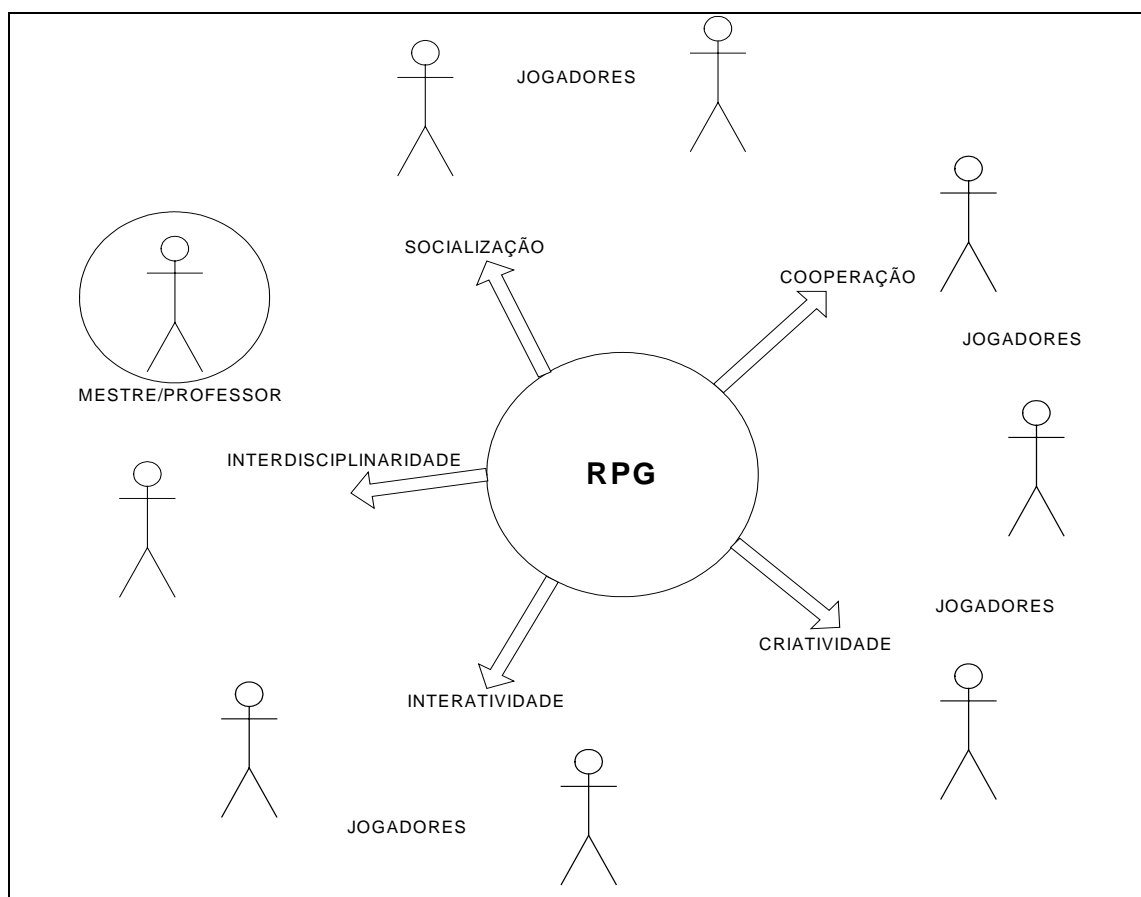 JOGADORES
SOCIALIZAÇÃO
COOPERAÇÃO
JOGADORES
MESTRE/PROFESSOR
INTERDISCIPLINARIDADE
RPG
JOGADORES
CRIATIVIDADE
INTERATIVIDADE
JOGADORES